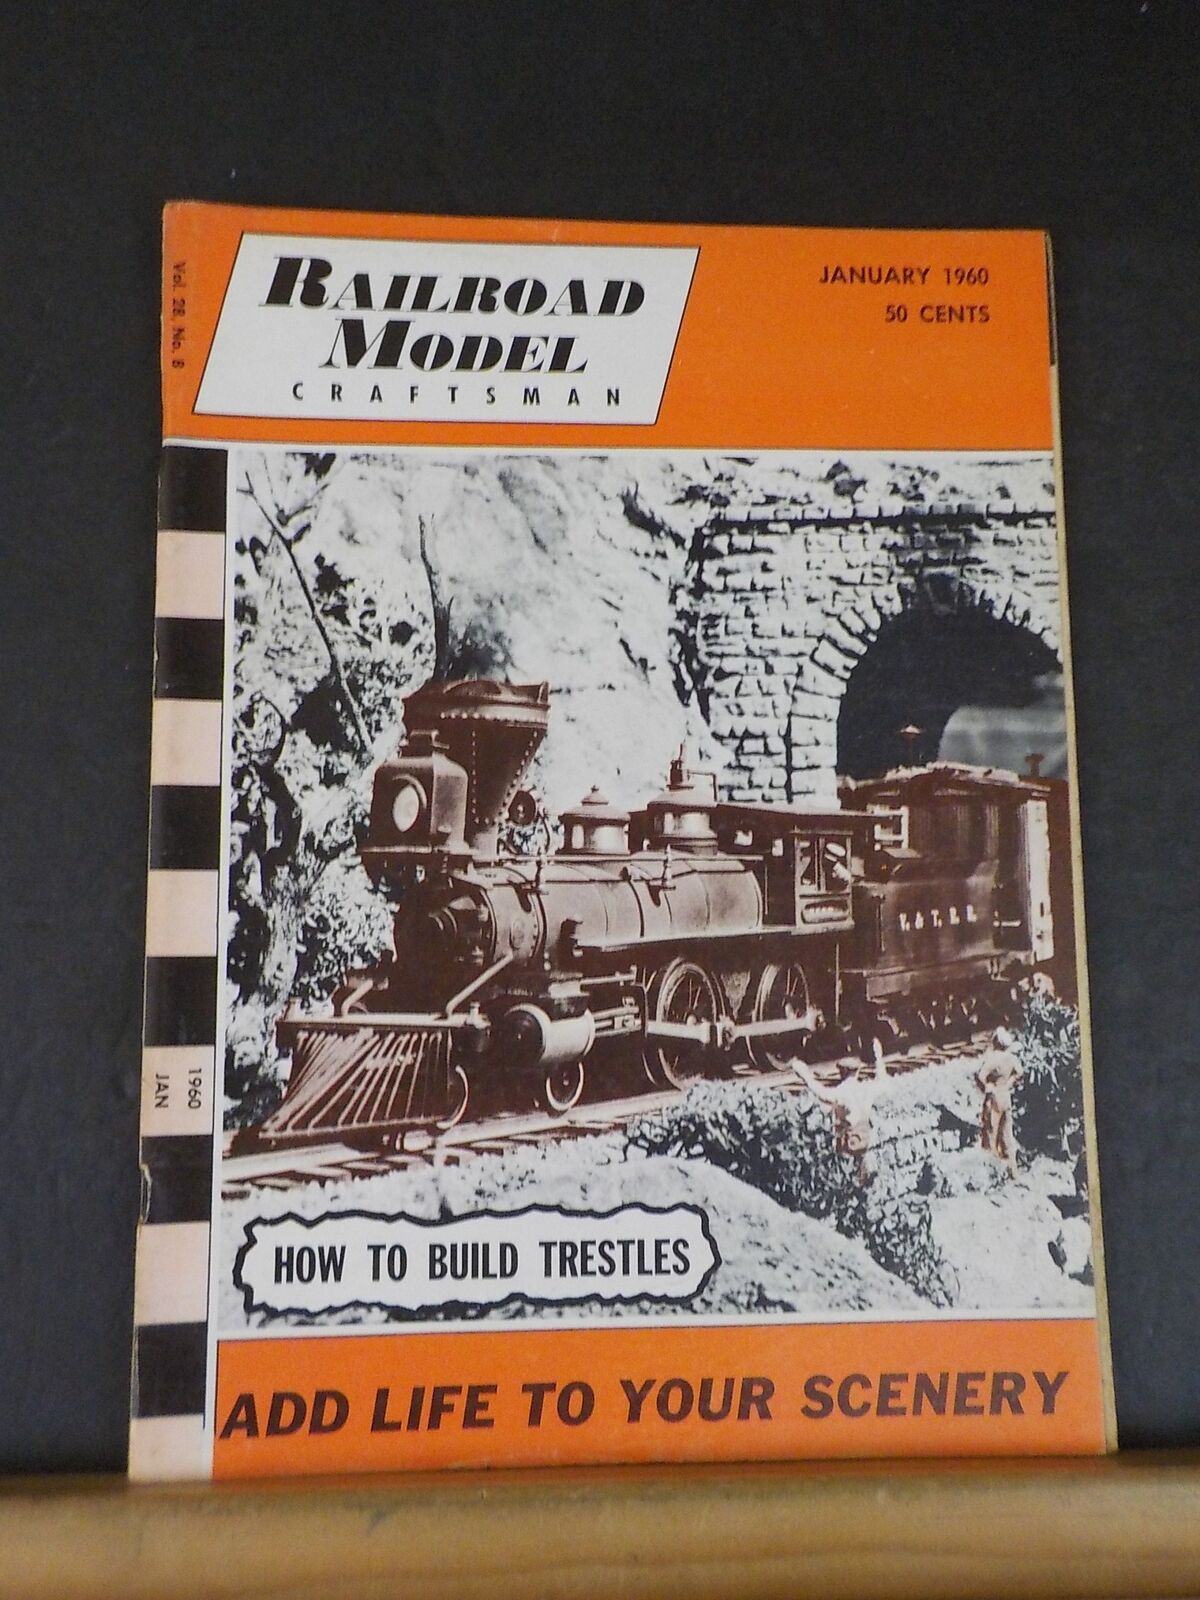 Vol. 28, No. 8
RAILROAD
MODEL
CRAFTSMAN
JANUARY 1960
50 CENTS
1960
JAN
HOW TO BUILD TRESTLES
ADD LIFE TO YOUR SCENERY